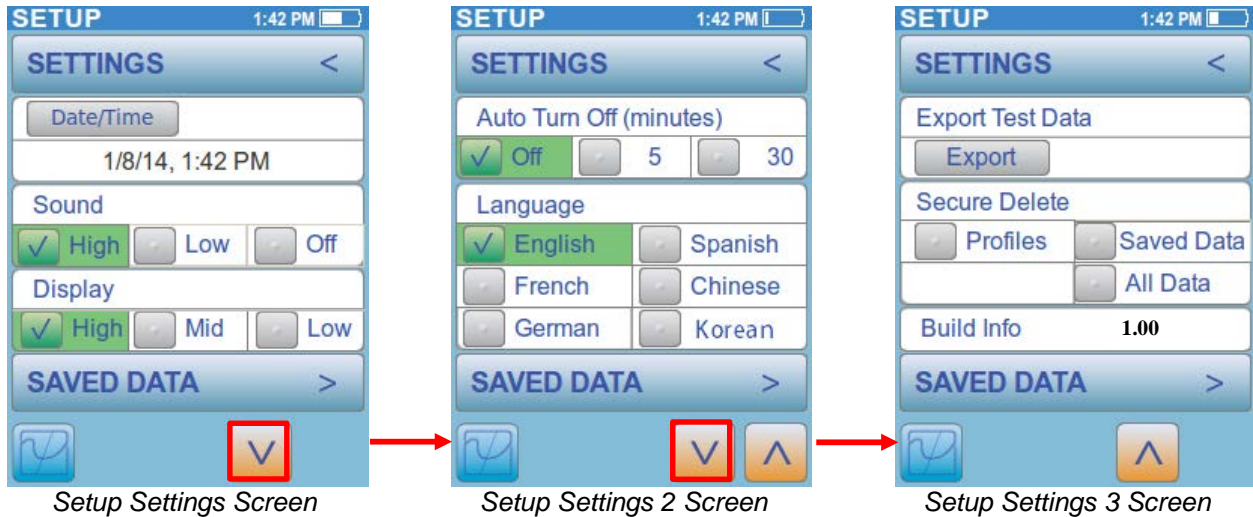 SETUP 1:42 PM
SETTINGS <
Date/Time
1/8/14, 1:42 PM
Sound
High Low Off
Display
High Mid Low
SAVED DATA >
Setup Settings Screen
SETUP 1:42 PM
SETTINGS <
Auto Turn Off (minutes)
Off 5 30
Language
English Spanish
French Chinese
German Korean
SAVED DATA >
Setup Settings 2 Screen
SETUP 1:42 PM
SETTINGS <
Export Test Data
Export
Secure Delete
Profiles Saved Data
All Data
Build Info 1.00
SAVED DATA >
Setup Settings 3 Screen